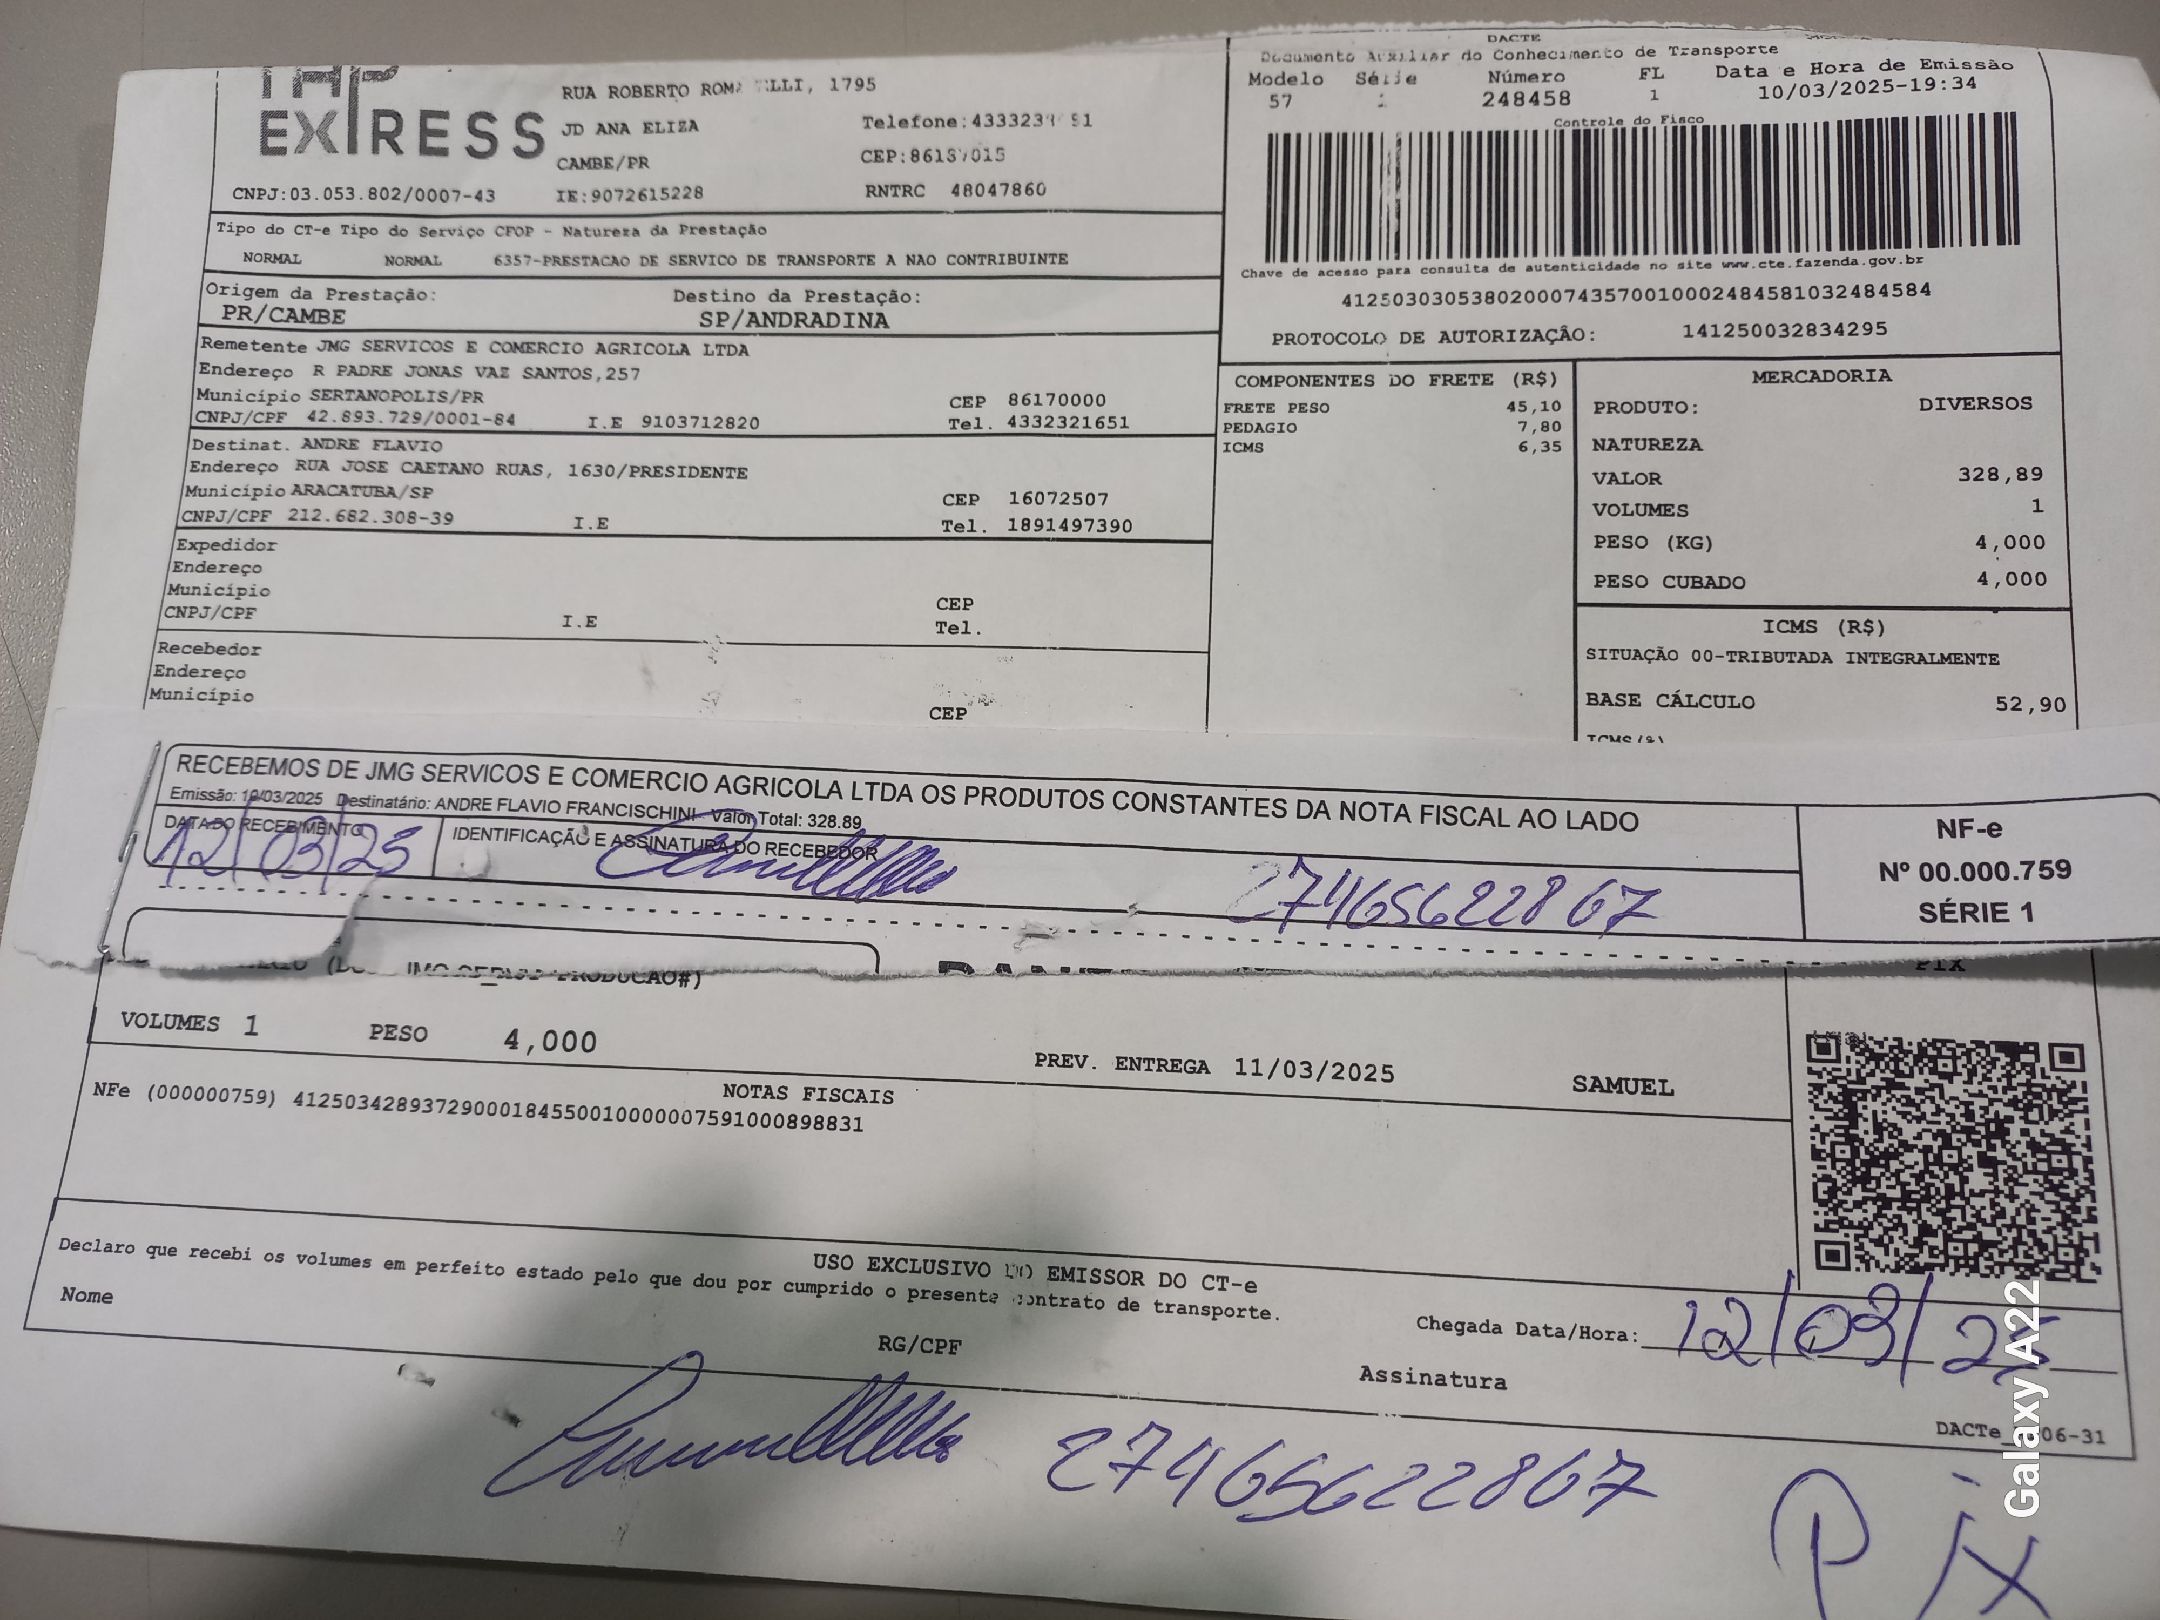 EXPRESS
RUA ROBERTO 1795
JD ANA ELIZA
CAMBE/PR
Telefone:
CEP:
CNPJ:03.053.802/0007-43 IE:9072615228 RNTRC 48047860
DACTE
Documento Auxiliar do Conhecimento de Transporte
Modelo Série Número FL Data e Hora de Emissão
57 248458 1 10/03/2025-19:34
Controle do Fisco
Chave de acesso para consulta de autenticidade no site www.cte.fazenda.gov.br
41250303053802000743570010002484581032484584
PROTOCOLO DE AUTORIZAÇÃO: 141250032834295
Tipo do CT-e Tipo do Serviço CFOP - Natureza da Prestação
NORMAL NORMAL 6357-PRESTACAO DE SERVICO DE TRANSPORTE A NAO CONTRIBUINTE
Origem da Prestação: Destino da Prestação:
PR/CAMBE SP/ANDRADINA
Remetente JMG SERVICOS E COMERCIO AGRICOLA LTDA
Endereço R PADRE JONAS VAZ SANTOS,257
Município SERTANOPOLIS/PR CEP 86170000
CNPJ/CPF 42.893.729/0001-84 I.E 9103712820 Tel. 4332321651
Destinat. ANDRE FLAVIO
Endereço RUA JOSE CAETANO RUAS, 1630/PRESIDENTE
Município ARACATUBA/SP CEP 16072507
CNPJ/CPF 212.682.308-39 I.E Tel. 1891497390
Expedidor
Endereço
Município CEP
CNPJ/CPF I.E Tel.
Recebedor
Endereço
Município CEP
COMPONENTES DO FRETE (R$)
FRETE PESO 45,10
PEDAGIO 7,80
ICMS 6,35
MERCADORIA
PRODUTO: DIVERSOS
NATUREZA
VALOR 328,89
VOLUMES 1
PESO (KG) 4,000
PESO CUBADO 4,000
ICMS (R$)
SITUAÇÃO 00-TRIBUTADA INTEGRALMENTE
BASE CÁLCULO 52,90
ICMS(%)
RECEBEMOS DE JMG SERVICOS E COMERCIO AGRICOLA LTDA OS PRODUTOS CONSTANTES DA NOTA FISCAL AO LADO
Emissão: 10/03/2025 Destinatário: ANDRE FLAVIO FRANCISCHINI Valor Total: 328.89
DATA DO RECEBIMENTO IDENTIFICAÇÃO E ASSINATURA DO RECEBEDOR
12/03/25 27465622867
NF-e
Nº 00.000.759
SÉRIE 1
PRODUCAO#)
PIX
VOLUMES 1 PESO 4,000 PREV. ENTREGA 11/03/2025 SAMUEL
NOTAS FISCAIS
NFe (000000759) 41250342893729000184550010000007591000898831
USO EXCLUSIVO DO EMISSOR DO CT-e
Declaro que recebi os volumes em perfeito estado pelo que dou por cumprido o presente contrato de transporte.
Nome RG/CPF Chegada Data/Hora: 12/03/25
Assinatura
27465622867
DACTe 06-31
Pix
Galaxy A22